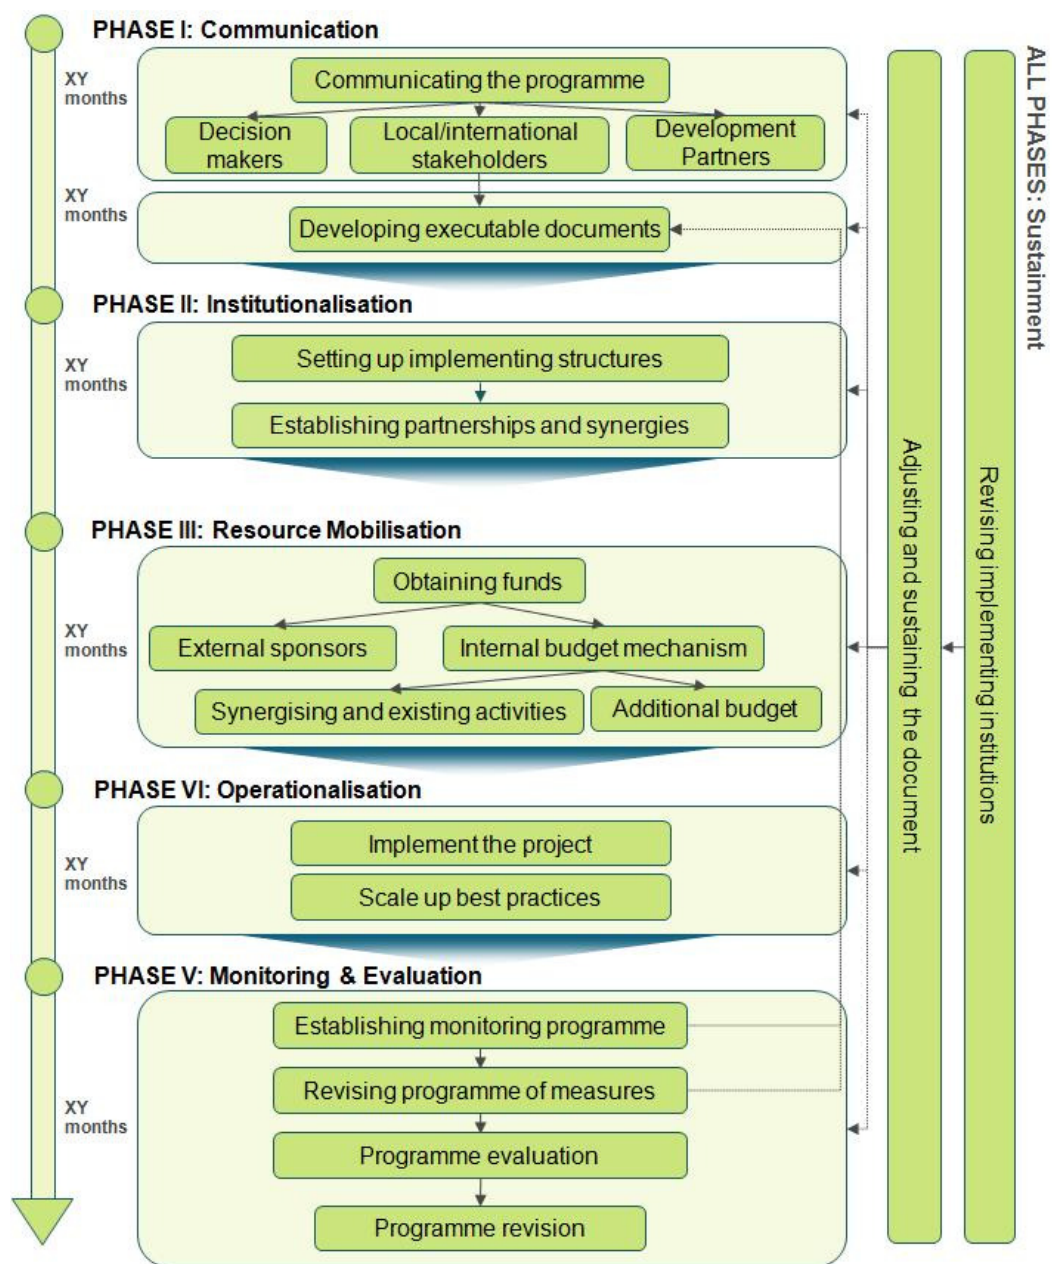 PHASE I: Communication
XY
months
Communicating the programme
Decision
makers
Local/international
stakeholders
Development
Partners
XY
months
Developing executable documents
PHASE II: Institutionalisation
XY
months
Setting up implementing structures
Establishing partnerships and synergies
PHASE III: Resource Mobilisation
XY
months
Obtaining funds
External sponsors
Internal budget mechanism
Synergising and existing activities
Additional budget
PHASE VI: Operationalisation
XY
months
Implement the project
Scale up best practices
PHASE V: Monitoring & Evaluation
XY
months
Establishing monitoring programme
Revising programme of measures
Programme evaluation
Programme revision
Adjusting and sustaining the document
Revising implementing institutions
ALL PHASES: Sustainment